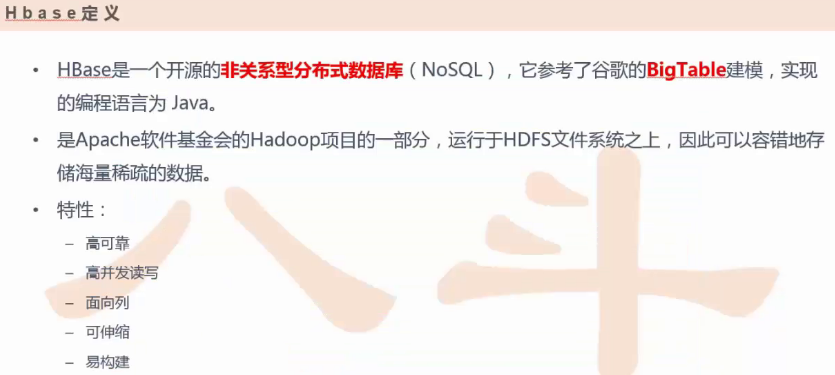 Hbase定义
• HBase是一个开源的非关系型分布式数据库（NoSQL），它参考了谷歌的BigTable建模，实现
的编程语言为 Java。
• 是Apache软件基金会的Hadoop项目的一部分，运行于HDFS文件系统之上，因此可以容错地存
储海量稀疏的数据。
• 特性：
– 高可靠
– 高并发读写
– 面向列
– 可伸缩
– 易构建
八斗